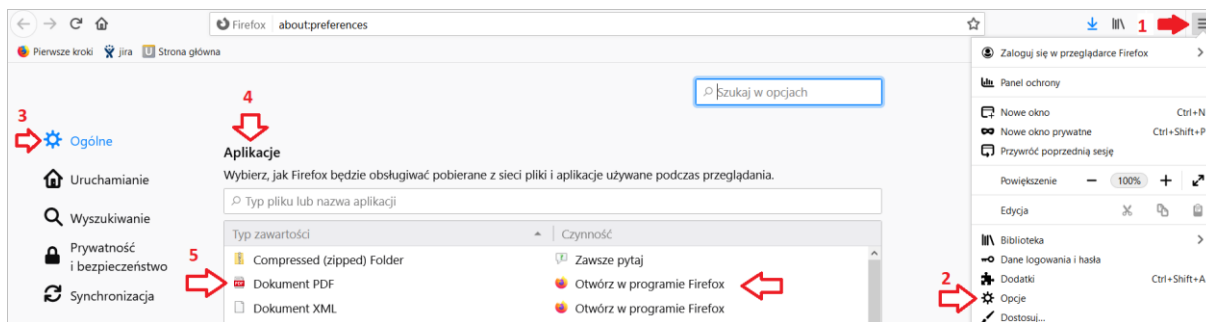 Firefox about:preferences
1
Pierwsze kroki jira Strona główna
Zaloguj się w przeglądarce Firefox
Panel ochrony
Nowe okno Ctrl+N
Nowe okno prywatne Ctrl+Shift+P
Przywróć poprzednią sesję
Powiększenie 100%
Edycja
Biblioteka
Dane logowania i hasła
Dodatki Ctrl+Shift+A
2
Opcje
Dostosuj...
Szukaj w opcjach
3
Ogólne
Uruchamianie
Wyszukiwanie
Prywatność
i bezpieczeństwo
Synchronizacja
4
Aplikacje
Wybierz, jak Firefox będzie obsługiwać pobierane z sieci pliki i aplikacje używane podczas przeglądania.
Typ pliku lub nazwa aplikacji
Typ zawartości Czynność
Compressed (zipped) Folder Zawsze pytaj
5
Dokument PDF Otwórz w programie Firefox
Dokument XML Otwórz w programie Firefox